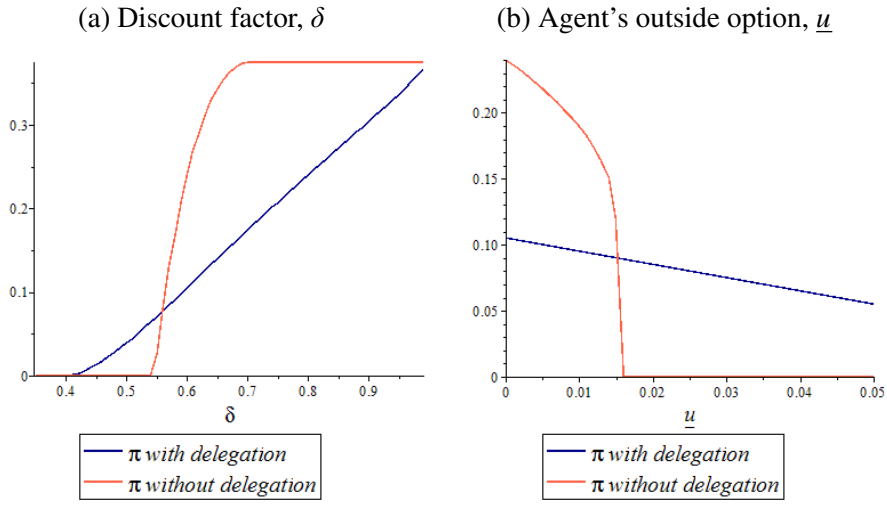 (a) Discount factor, δ
0.3
0.2
0.1
0
0.4 0.5 0.6 0.7 0.8 0.9
δ
π with delegation
π without delegation
(b) Agent's outside option, u
0.20
0.15
0.10
0.05
0
0 0.01 0.02 0.03 0.04 0.05
u
π with delegation
π without delegation